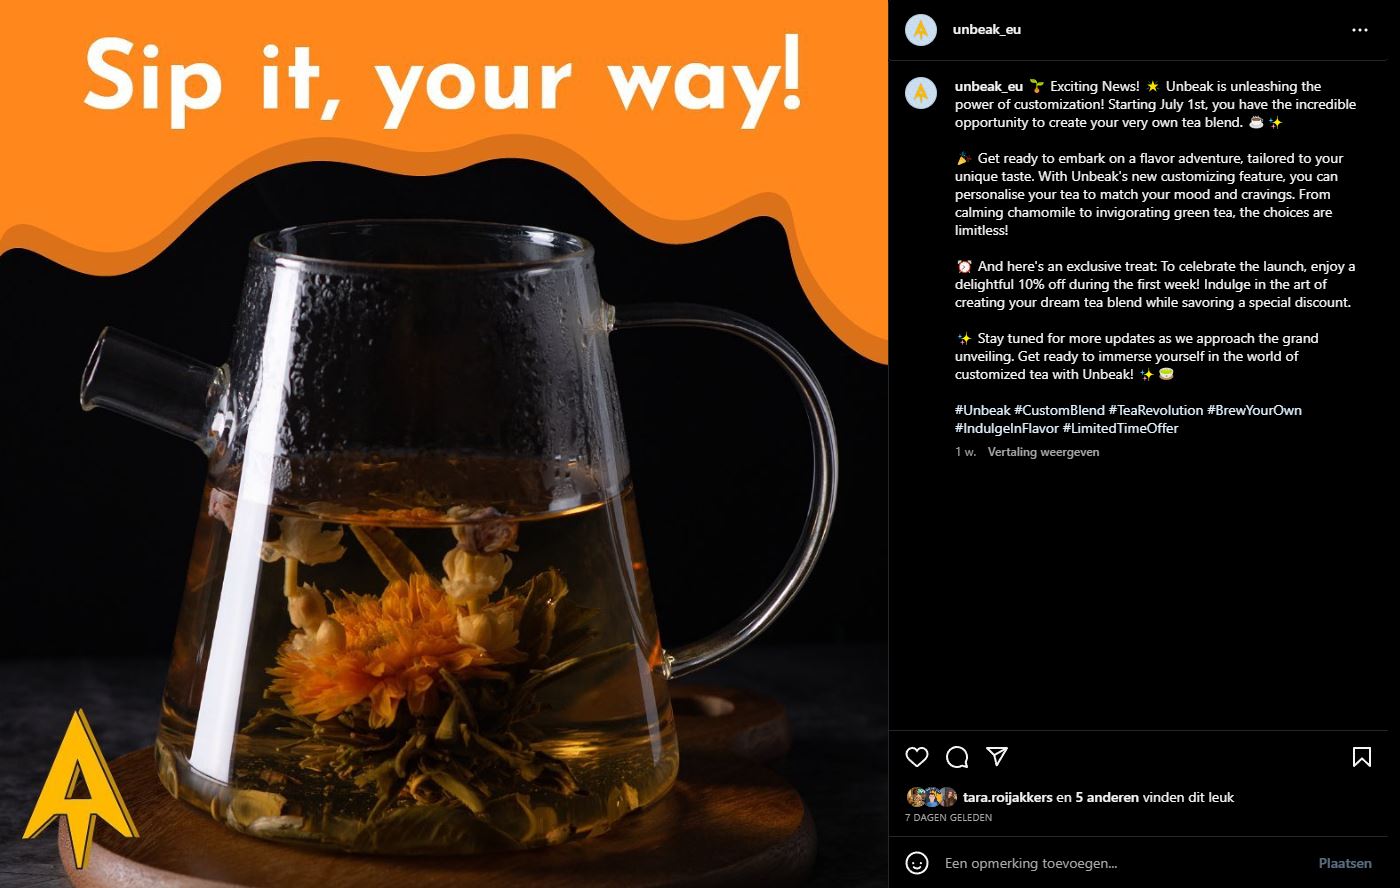 Sip it, your way!
unbeak_eu
unbeak_eu 🌱 Exciting News! 🌟 Unbeak is unleashing the
power of customization! Starting July 1st, you have the incredible
opportunity to create your very own tea blend. ☕✨
🎉 Get ready to embark on a flavor adventure, tailored to your
unique taste. With Unbeak's new customizing feature, you can
personalise your tea to match your mood and cravings. From
calming chamomile to invigorating green tea, the choices are
limitless!
⏰ And here's an exclusive treat: To celebrate the launch, enjoy a
delightful 10% off during the first week! Indulge in the art of
creating your dream tea blend while savoring a special discount.
✨ Stay tuned for more updates as we approach the grand
unveiling. Get ready to immerse yourself in the world of
customized tea with Unbeak! ✨🍵
#Unbeak #CustomBlend #TeaRevolution #BrewYourOwn
#IndulgeInFlavor #LimitedTimeOffer
1 w. Vertaling weergeven
tara.roijakkers en 5 anderen vinden dit leuk
7 DAGEN GELEDEN
Een opmerking toevoegen... Plaatsen